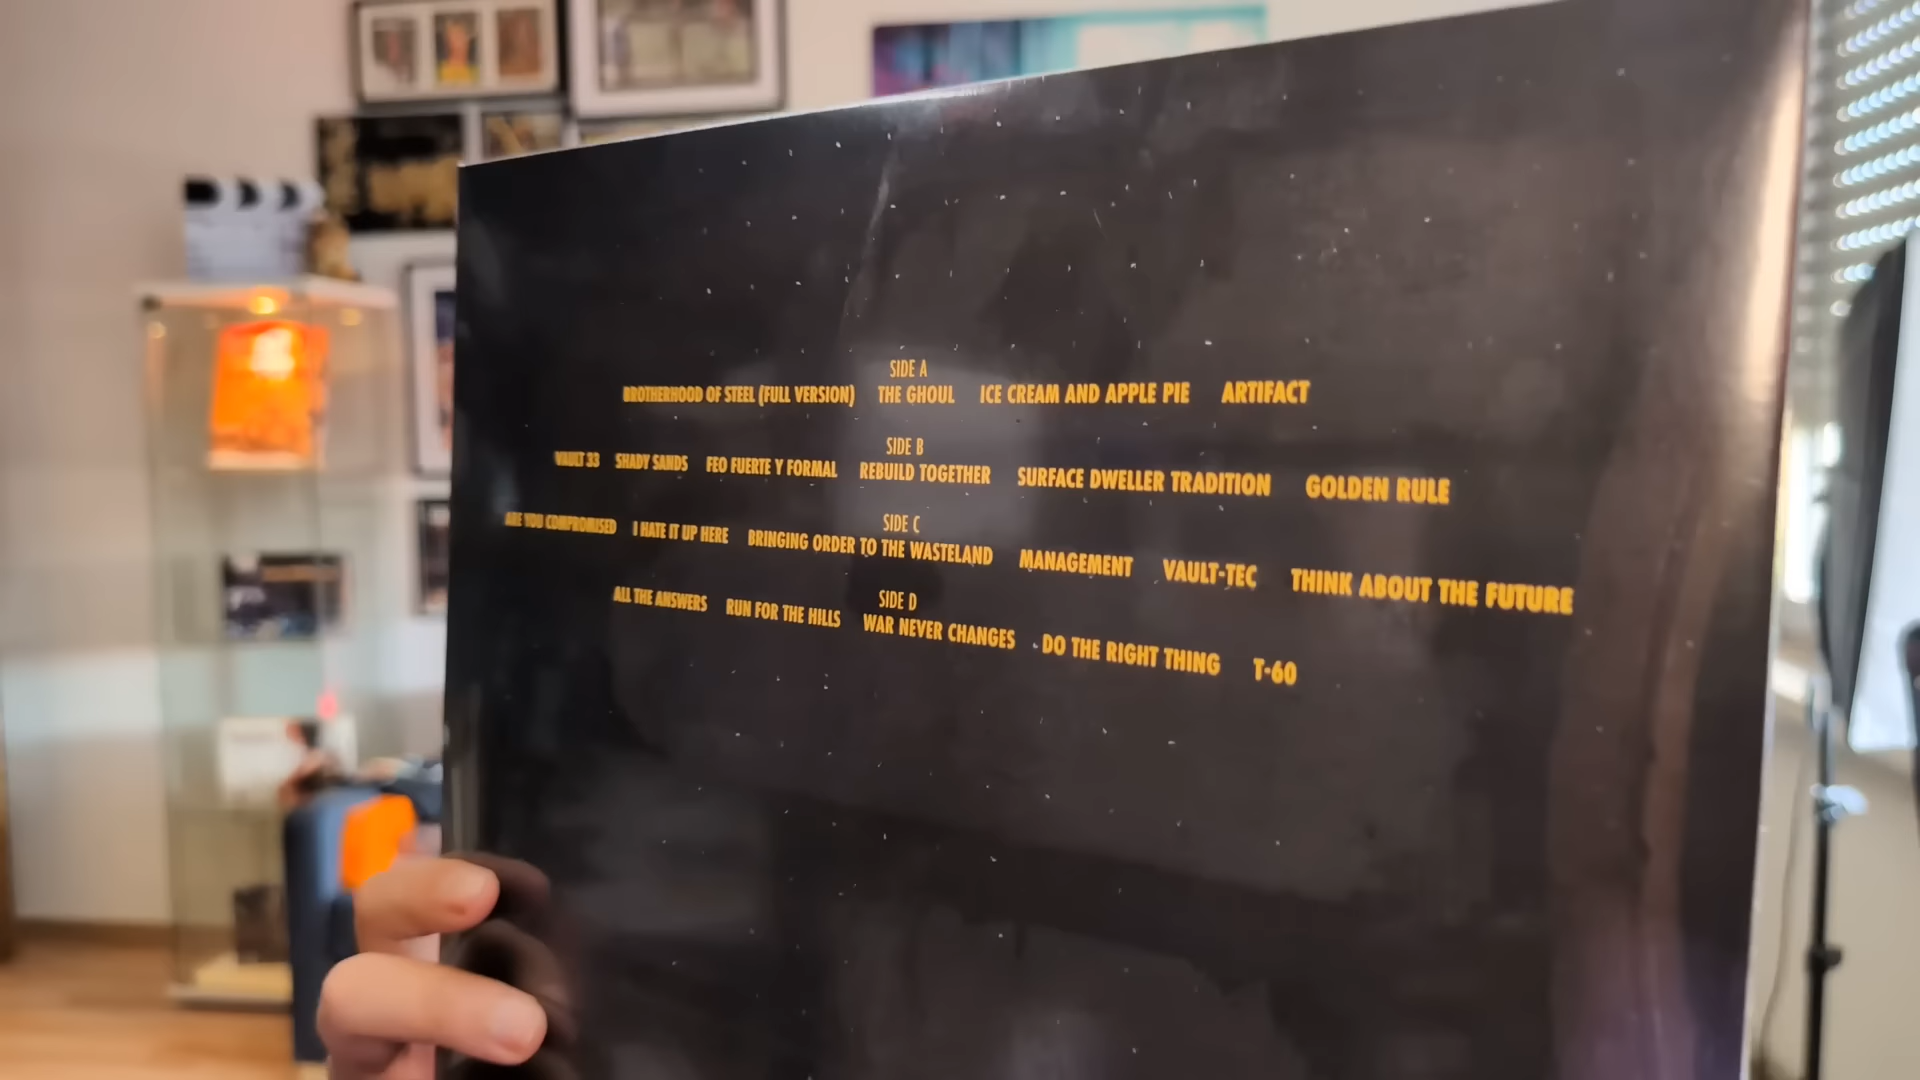 SIDE A
BROTHERHOOD OF STEEL (FULL VERSION) THE GHOUL ICE CREAM AND APPLE PIE ARTIFACT
SIDE B
VAULT 33 SHADY SANDS FEO FUERTE Y FORMAL REBUILD TOGETHER SURFACE DWELLER TRADITION GOLDEN RULE
SIDE C
ARE YOU COMPROMISED I HATE IT UP HERE BRINGING ORDER TO THE WASTELAND MANAGEMENT VAULT-TEC THINK ABOUT THE FUTURE
SIDE D
ALL THE ANSWERS RUN FOR THE HILLS WAR NEVER CHANGES DO THE RIGHT THING T-60